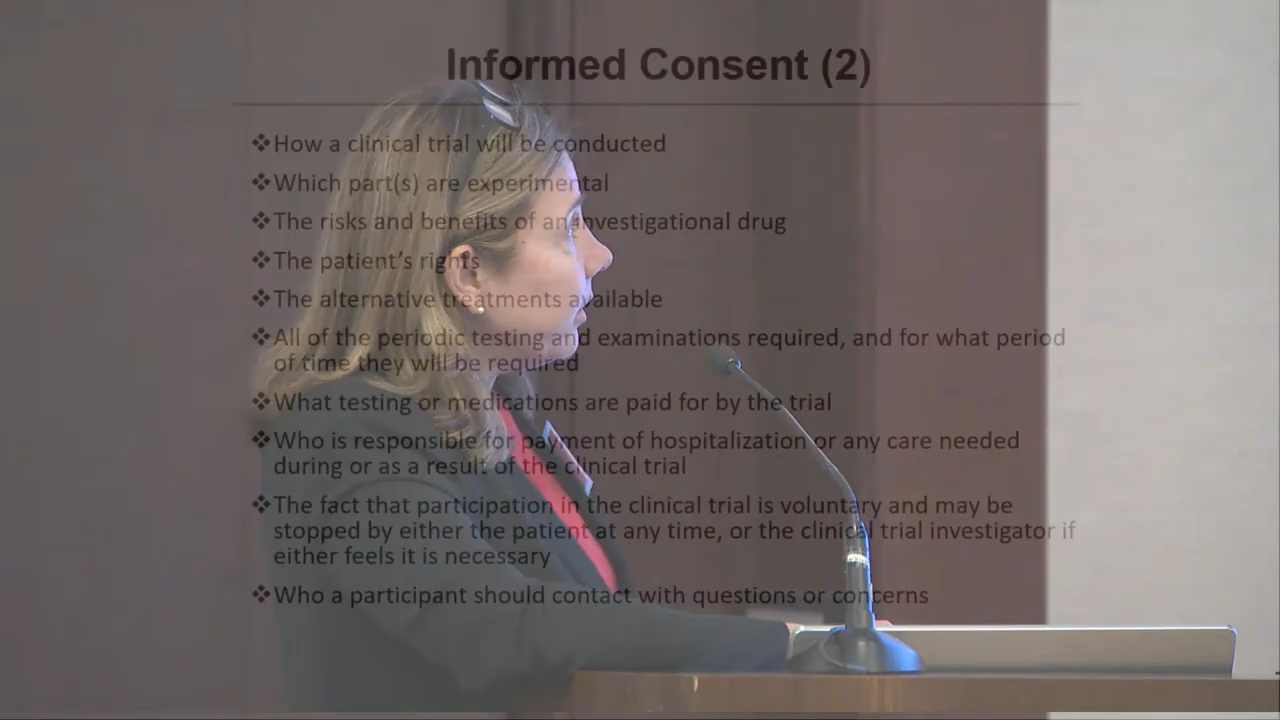 Informed Consent (2)
❖How a clinical trial will be conducted
❖Which part(s) are experimental
❖The risks and benefits of an investigational drug
❖The patient’s rights
❖The alternative treatments available
❖All of the periodic testing and examinations required, and for what period
of time they will be required
❖What testing or medications are paid for by the trial
❖Who is responsible for payment of hospitalization or any care needed
during or as a result of the clinical trial
❖The fact that participation in the clinical trial is voluntary and may be
stopped by either the patient at any time, or the clinical trial investigator if
either feels it is necessary
❖Who a participant should contact with questions or concerns